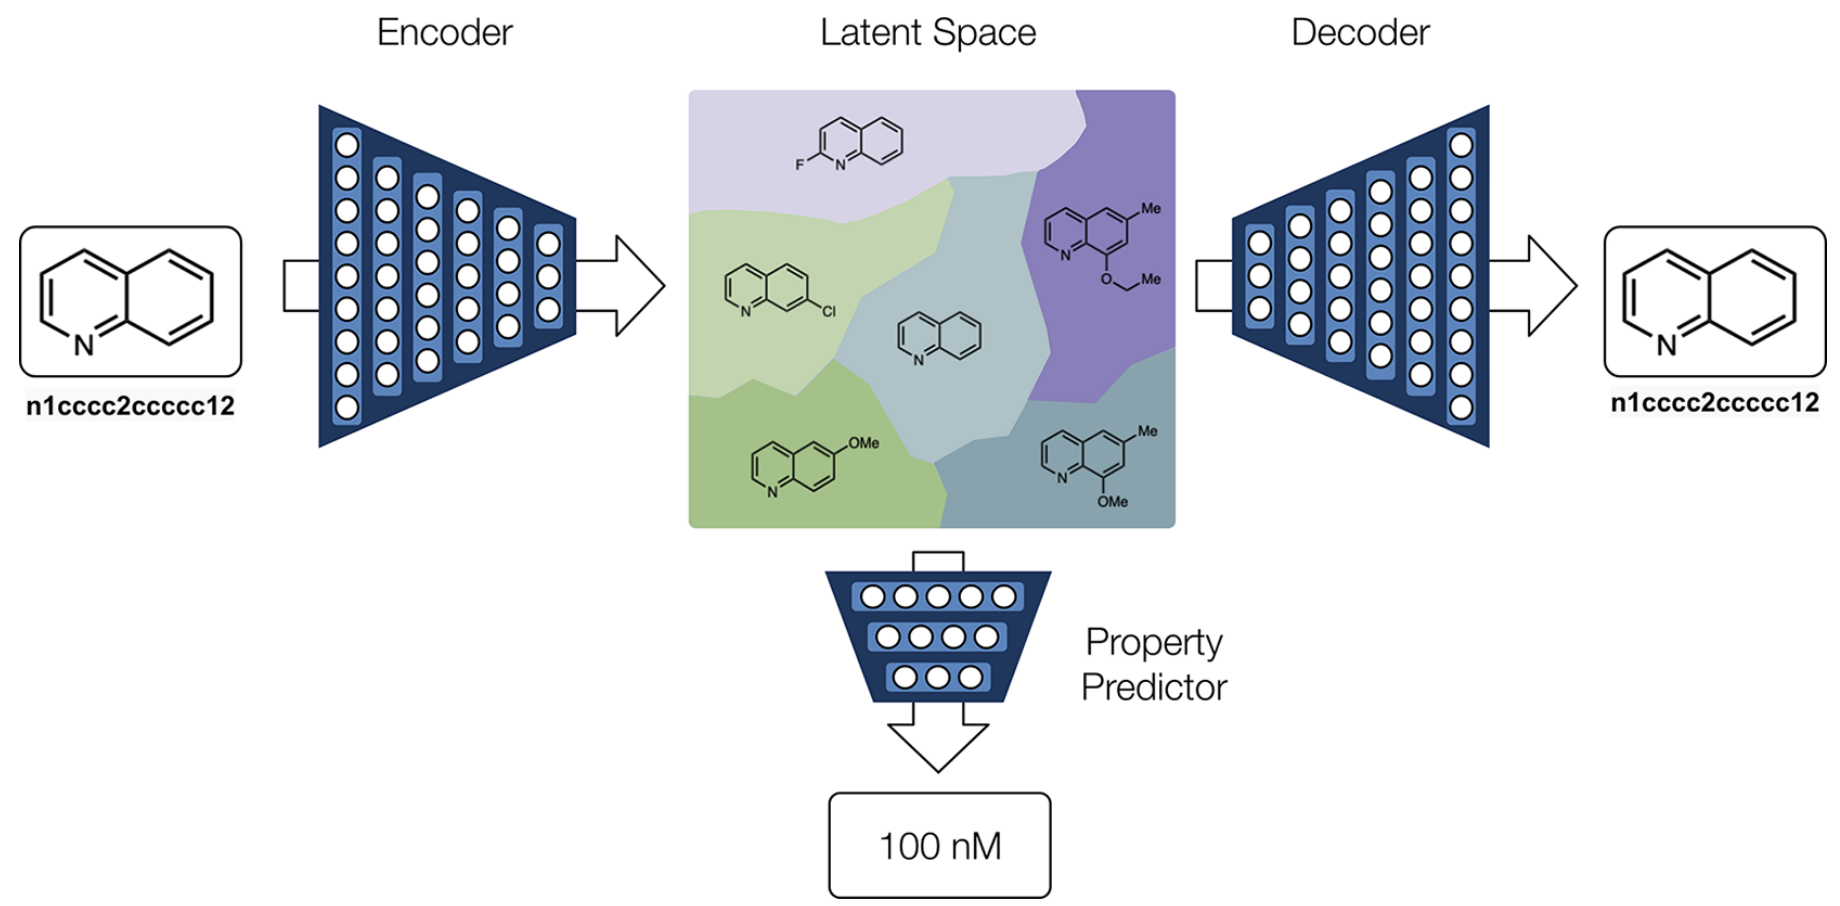 Encoder
Latent Space
Decoder
F
N
Me
N
O
Me
N
Cl
N
N
N
n1cccc2ccccc12
n1cccc2ccccc12
OMe
N
Me
N
OMe
Property
Predictor
100 nM